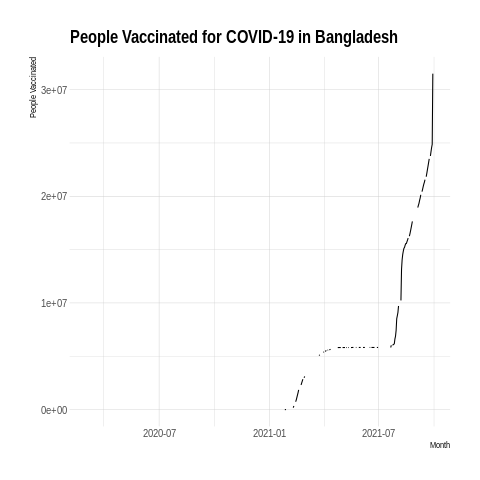 People Vaccinated for COVID-19 in Bangladesh
People Vaccinated
3e+07
2e+07
1e+07
0e+00
2020-07
2021-01
2021-07
Month